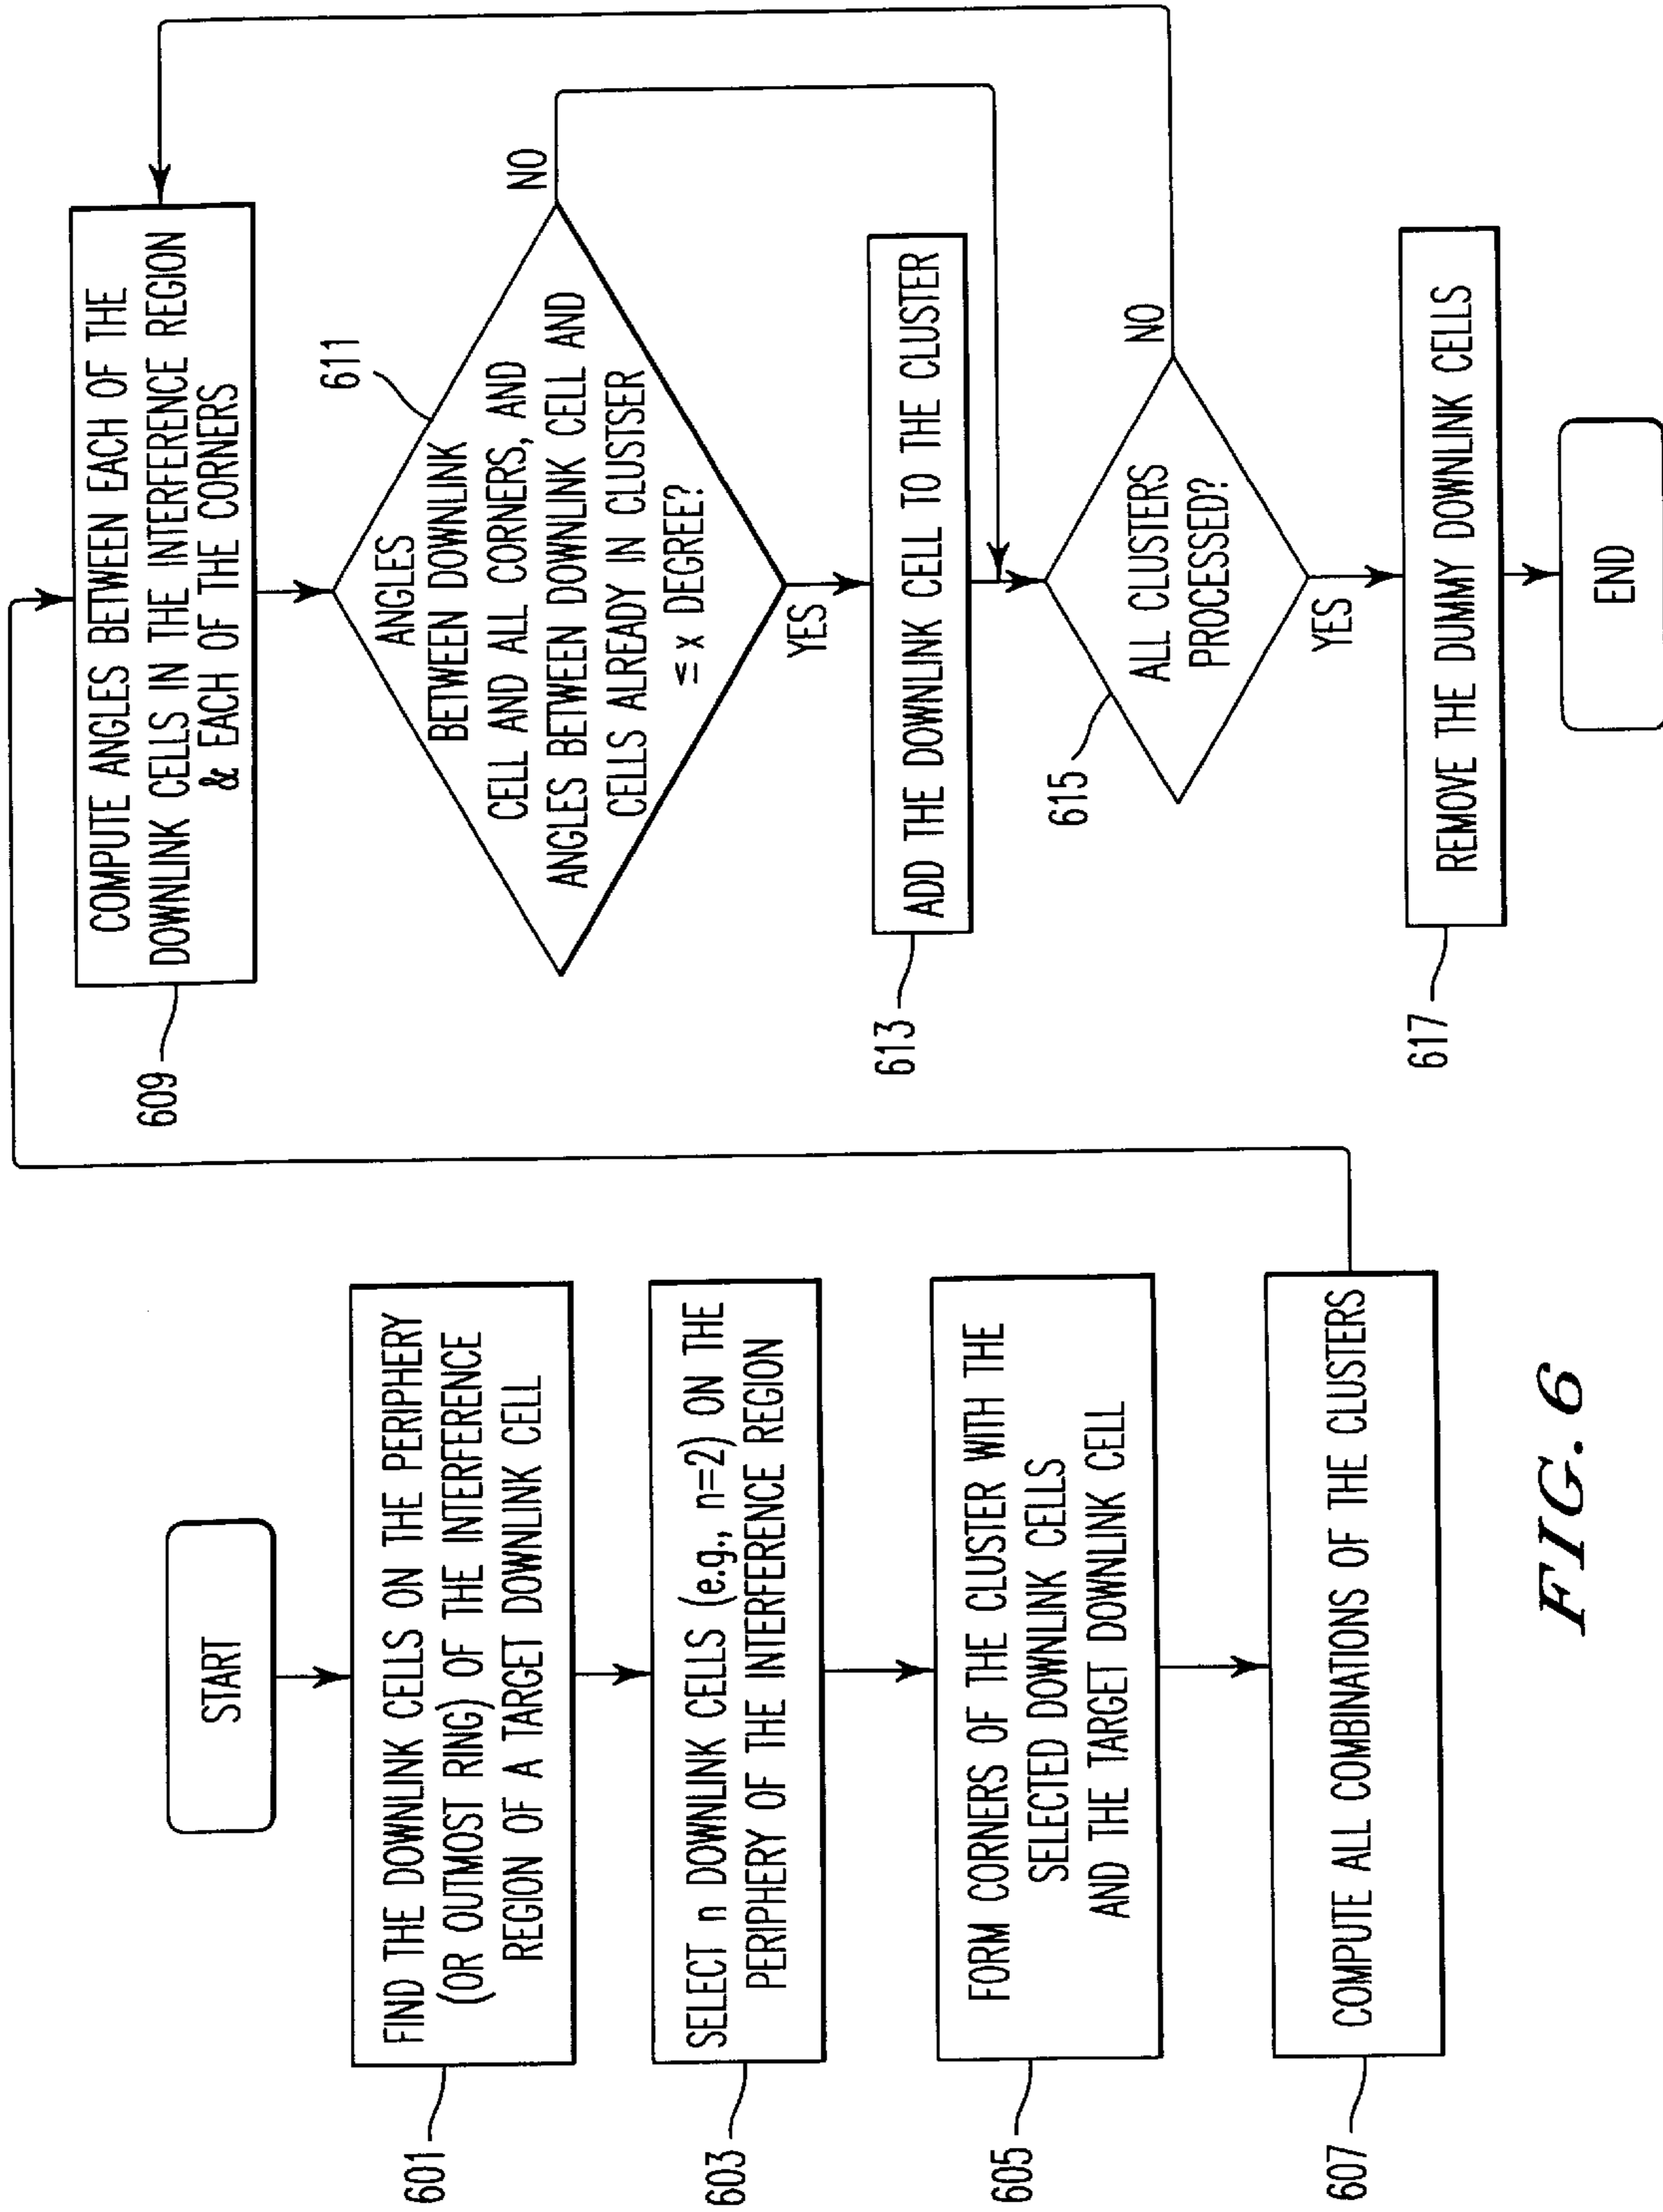 START
601
FIND THE DOWNLINK CELLS ON THE PERIPHERY
(OR OUTMOST RING) OF THE INTERFERENCE
REGION OF A TARGET DOWNLINK CELL
603
SELECT n DOWNLINK CELLS (e.g., n=2) ON THE
PERIPHERY OF THE INTERFERENCE REGION
605
FORM CORNERS OF THE CLUSTER WITH THE
SELECTED DOWNLINK CELLS
AND THE TARGET DOWNLINK CELL
607
COMPUTE ALL COMBINATIONS OF THE CLUSTERS
609
COMPUTE ANGLES BETWEEN EACH OF THE
DOWNLINK CELLS IN THE INTERFERENCE REGION
& EACH OF THE CORNERS
611
ANGLES
BETWEEN DOWNLINK
CELL AND ALL CORNERS, AND
ANGLES BETWEEN DOWNLINK CELL AND
CELLS ALREADY IN CLUSTSER
≤ x DEGREE?
NO
YES
613
ADD THE DOWNLINK CELL TO THE CLUSTER
615
ALL CLUSTERS
PROCESSED?
NO
YES
617
REMOVE THE DUMMY DOWNLINK CELLS
END
FIG. 6